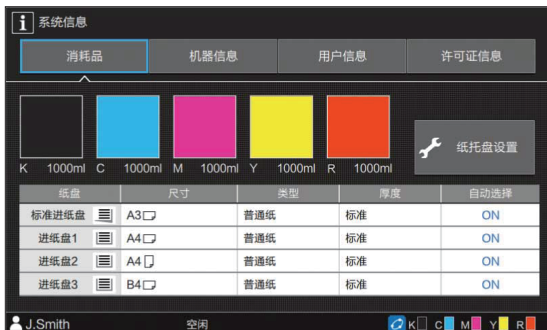 i 系统信息
消耗品 机器信息 用户信息 许可证信息
K 1000ml C 1000ml M 1000ml Y 1000ml R 1000ml
纸托盘设置
纸盘 尺寸 类型 厚度 自动选择
标准进纸盘 A3 普通纸 标准 ON
进纸盘1 A4 普通纸 标准 ON
进纸盘2 A4 普通纸 标准 ON
进纸盘3 B4 普通纸 标准 ON
J.Smith 空闲 K C M Y R